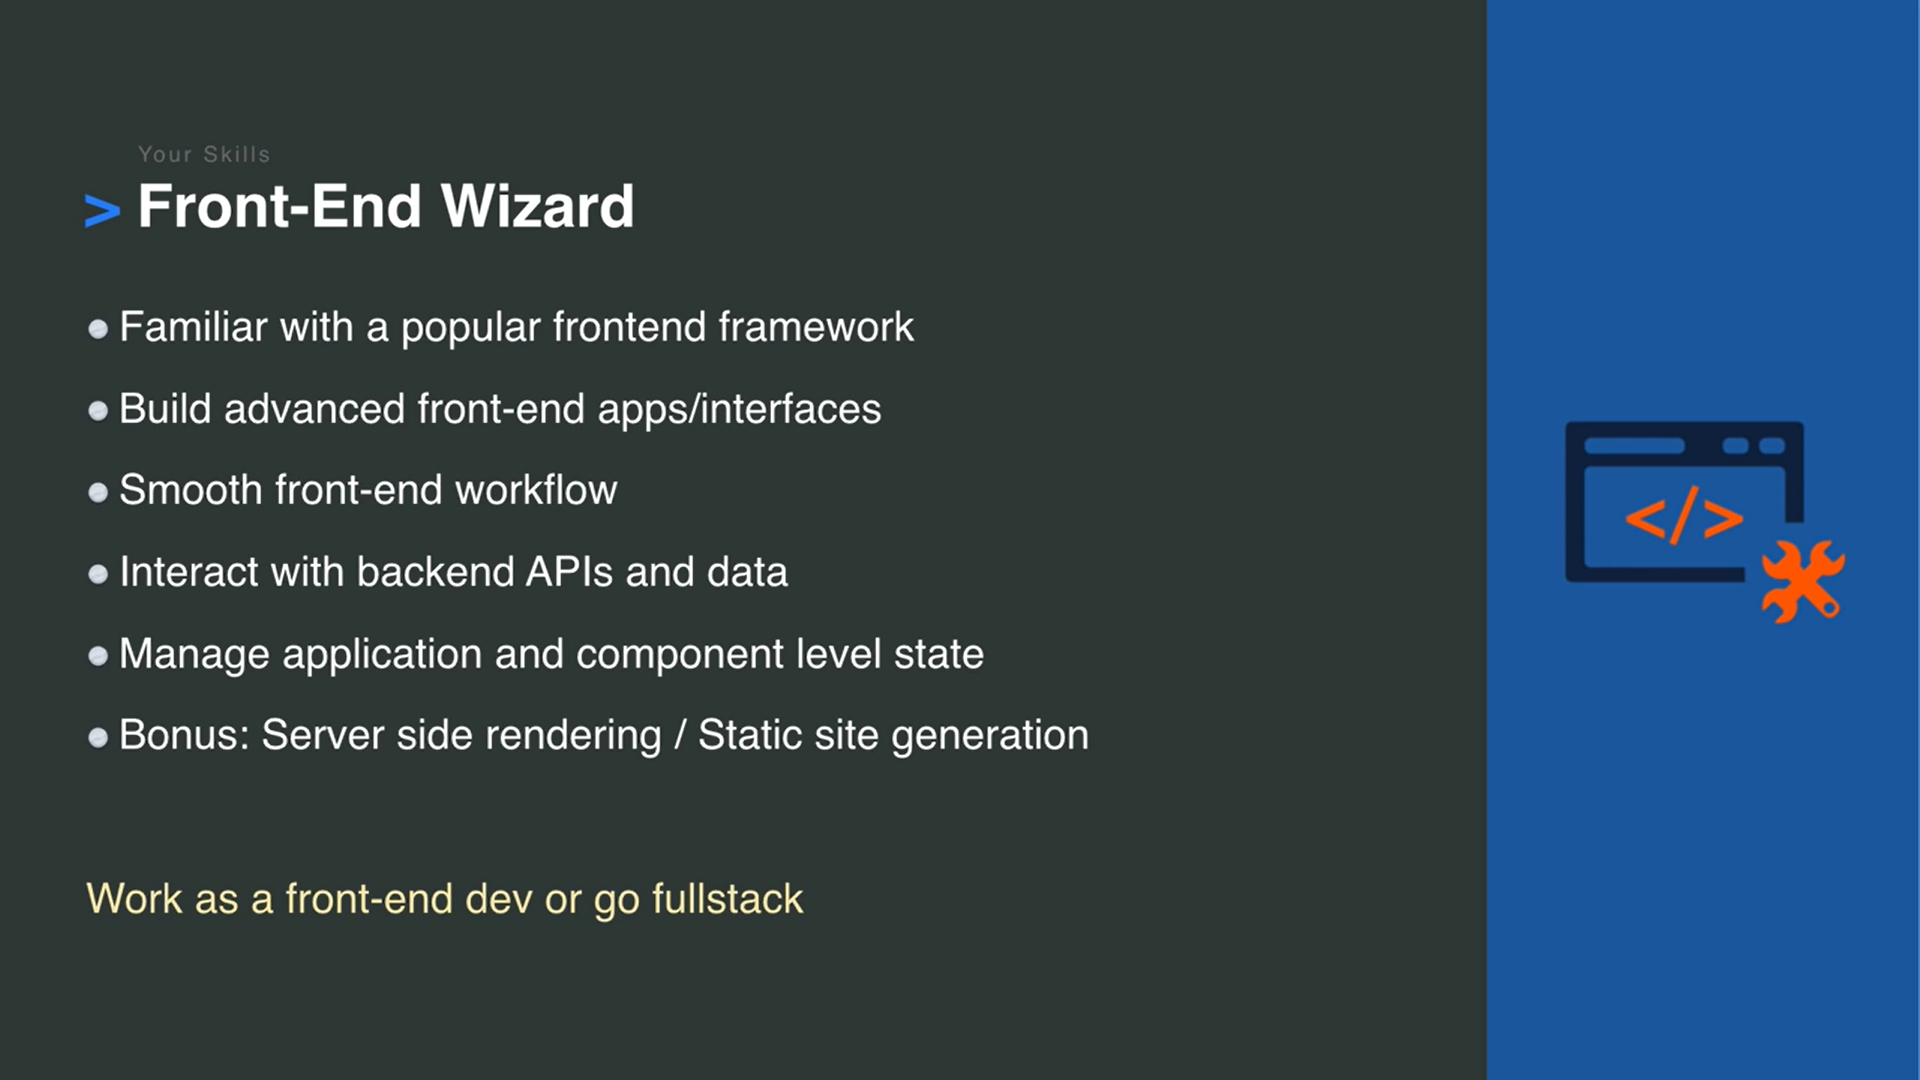 Your Skills
> Front-End Wizard
Familiar with a popular frontend framework
Build advanced front-end apps/interfaces
Smooth front-end workflow
Interact with backend APIs and data
Manage application and component level state
Bonus: Server side rendering / Static site generation
Work as a front-end dev or go fullstack
</>